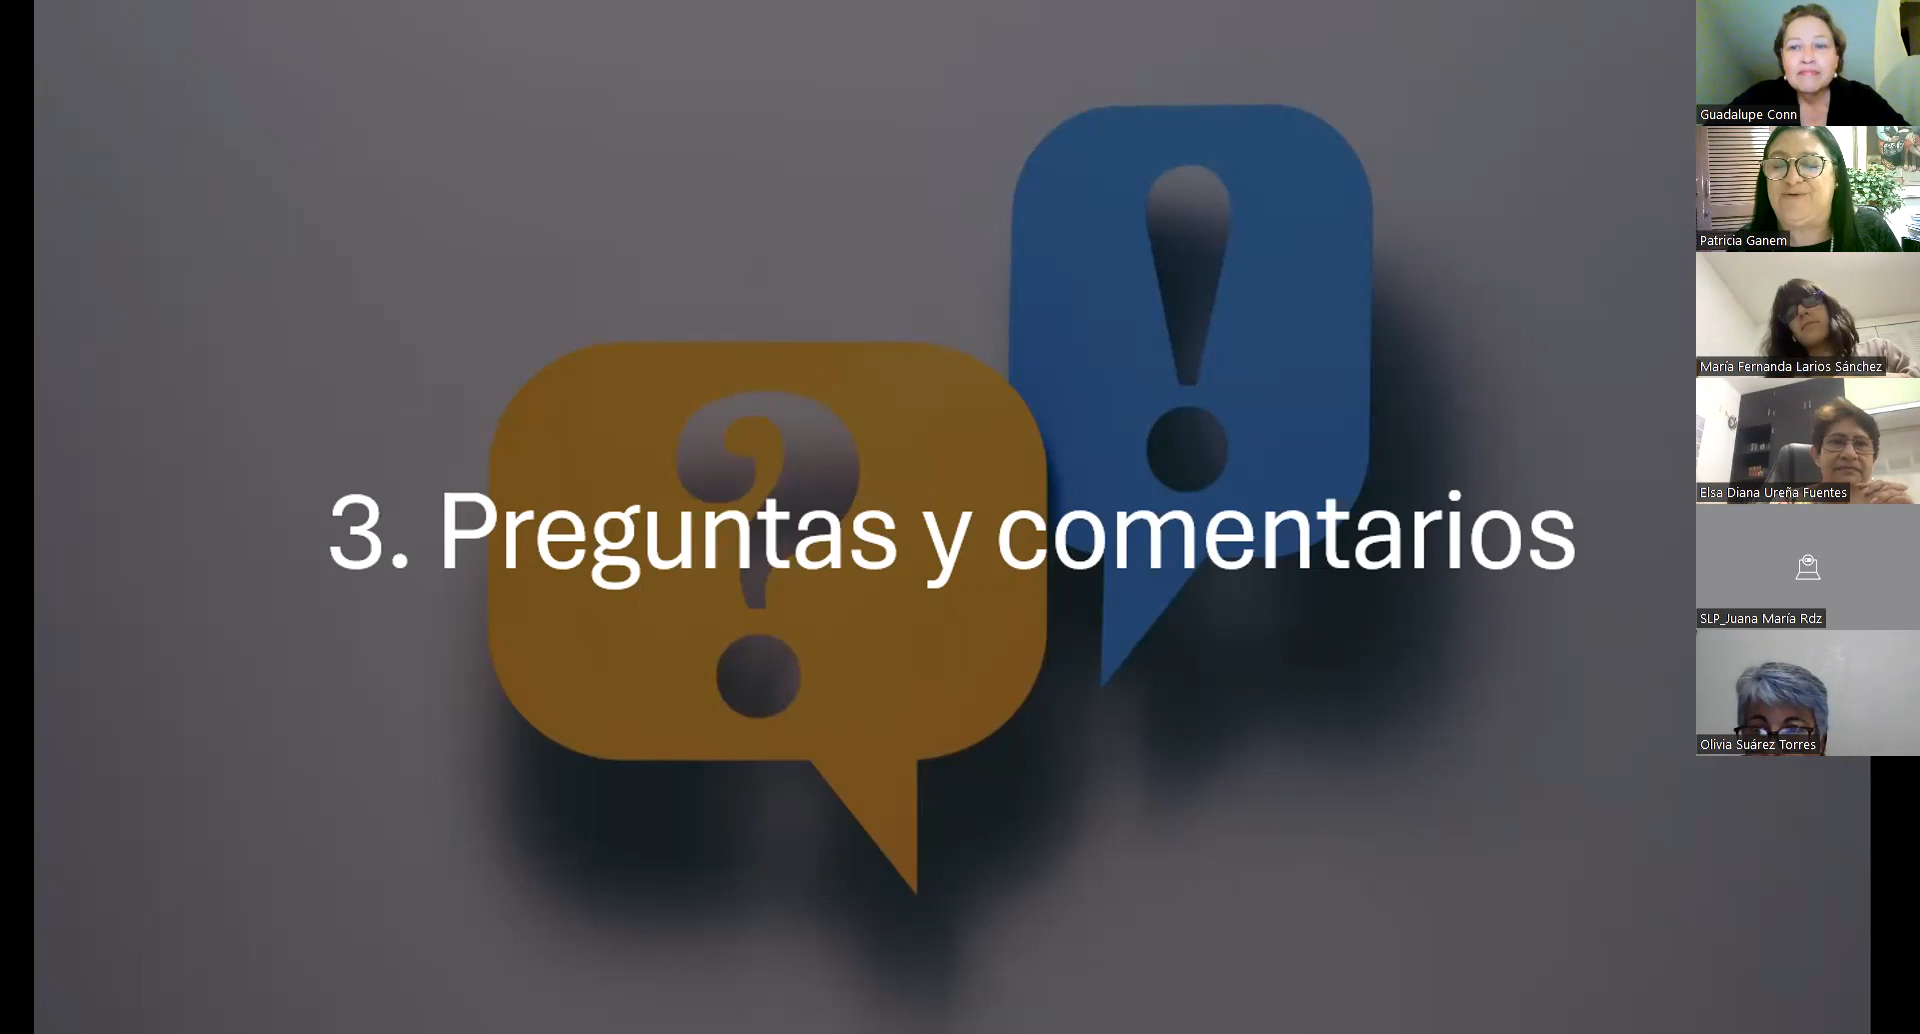 3. Preguntas y comentarios
Guadalupe Conn
Patricia Ganem
María Fernanda Larios Sánchez
Elsa Diana Ureña Fuentes
SLP_Juana María Rdz
Olivia Suárez Torres